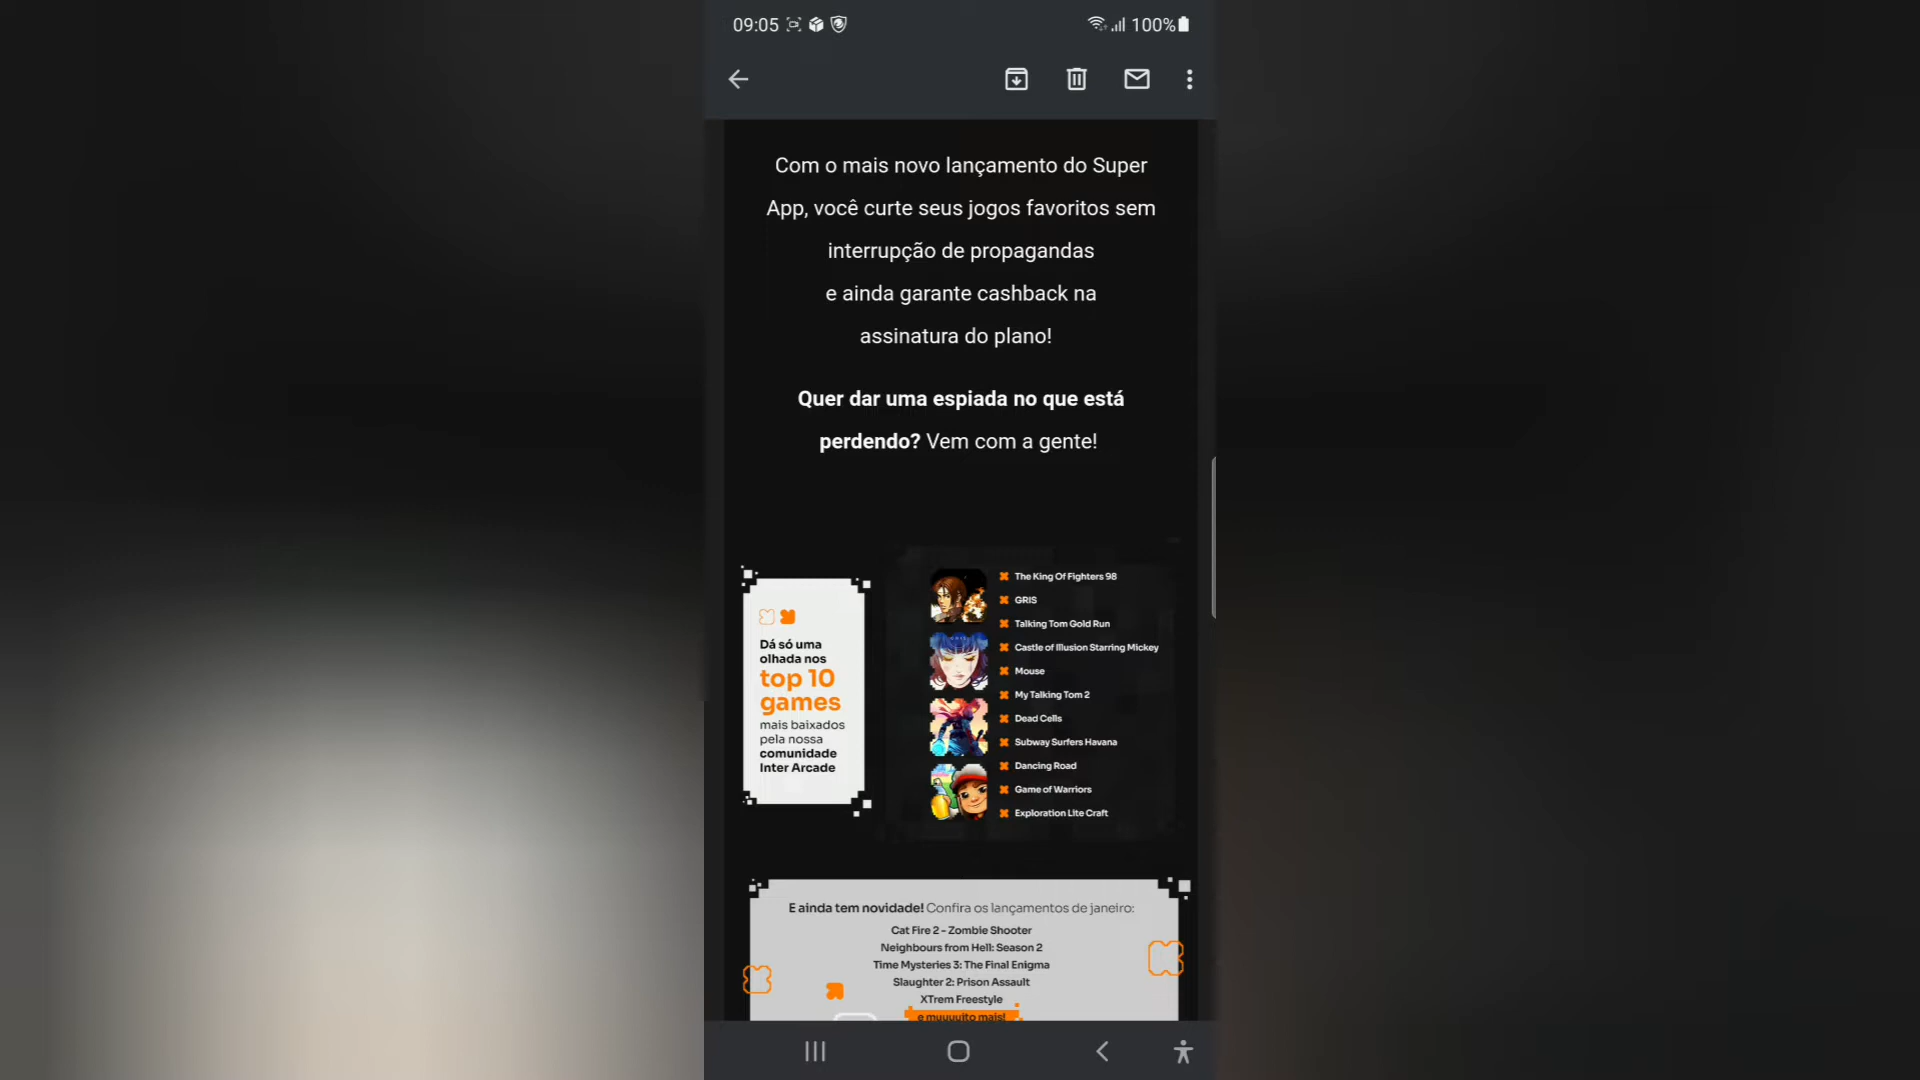 09:05
100%
Com o mais novo lançamento do Super
App, você curte seus jogos favoritos sem
interrupção de propagandas
e ainda garante cashback na
assinatura do plano!
Quer dar uma espiada no que está
perdendo? Vem com a gente!
Dá só uma
olhada nos
top 10
games
mais baixados
pela nossa
comunidade
Inter Arcade
The King Of Fighters 98
GRIS
Talking Tom Gold Run
Castle of Illusion Starring Mickey
Mouse
My Talking Tom 2
Dead Cells
Subway Surfers Havana
Dancing Road
Game of Warriors
Exploration Lite Craft
E ainda tem novidade! Confira os lançamentos de janeiro:
Cat Fire 2 - Zombie Shooter
Neighbours from Hell: Season 2
Time Mysteries 3: The Final Enigma
Slaughter 2: Prison Assault
XTrem Freestyle
e muuuuito mais!